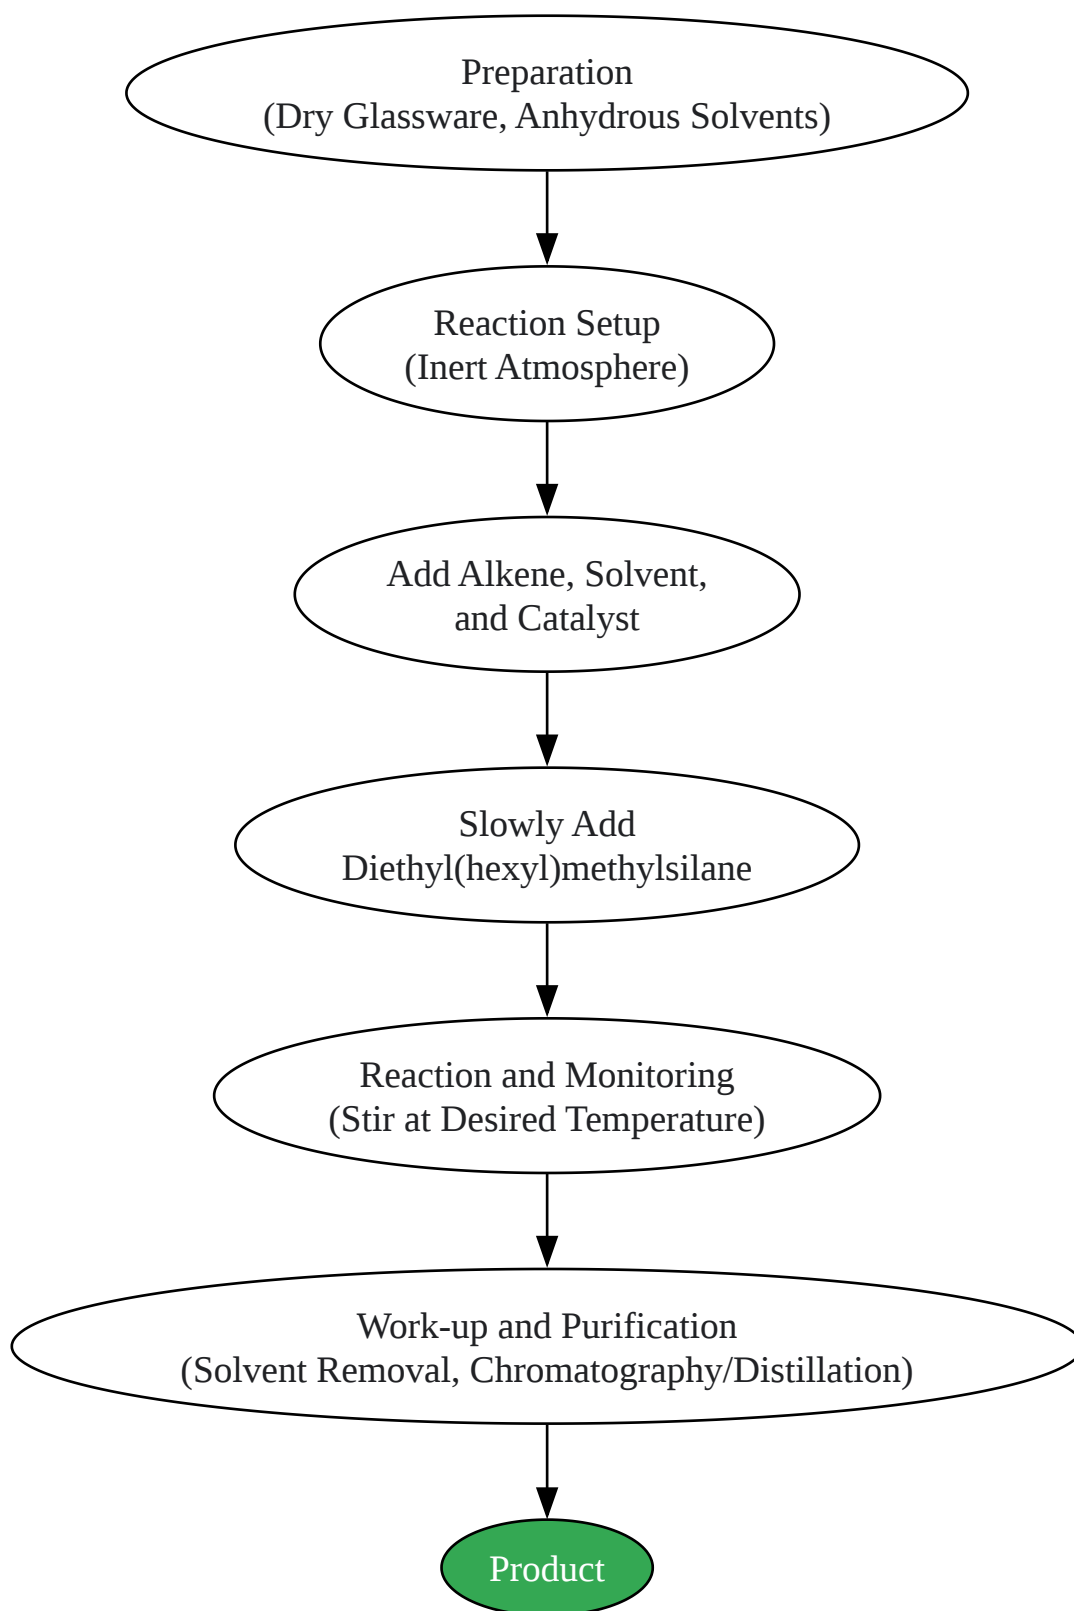 Preparation
(Dry Glassware, Anhydrous Solvents)
Reaction Setup
(Inert Atmosphere)
Add Alkene, Solvent,
and Catalyst
Slowly Add
Diethyl(hexyl)methylsilane
Reaction and Monitoring
(Stir at Desired Temperature)
Work-up and Purification
(Solvent Removal, Chromatography/Distillation)
Product